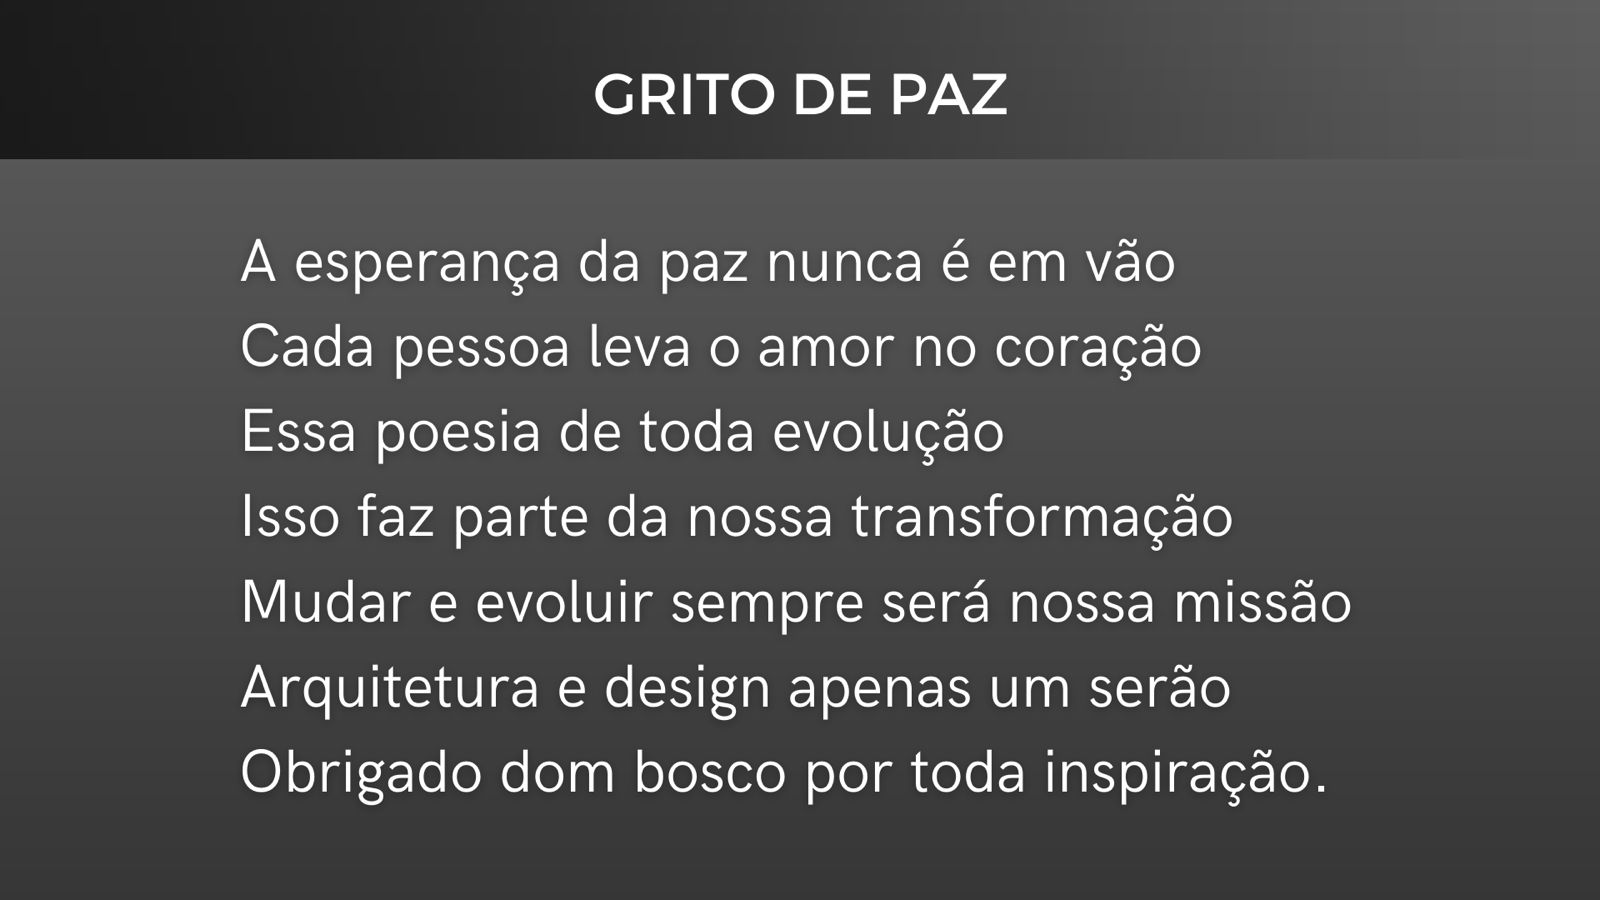 GRITO DE PAZ
A esperança da paz nunca é em vão
Cada pessoa leva o amor no coração
Essa poesia de toda evolução
Isso faz parte da nossa transformação
Mudar e evoluir sempre será nossa missão
Arquitetura e design apenas um serão
Obrigado dom bosco por toda inspiração.